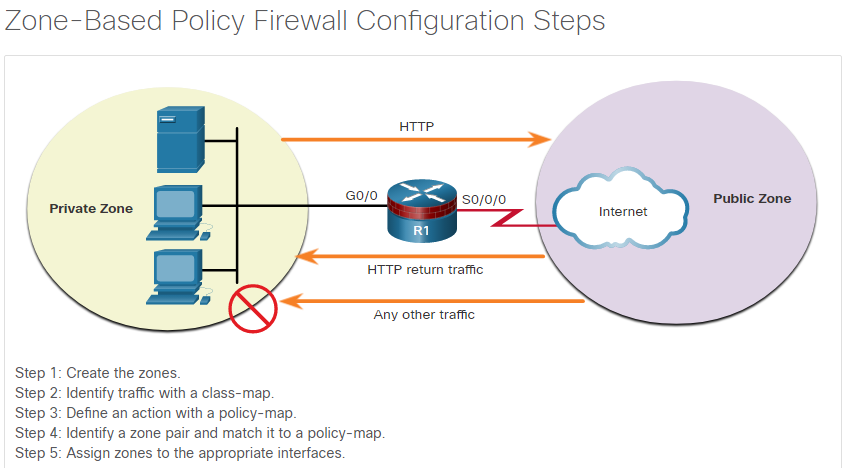 Zone-Based Policy Firewall Configuration Steps
HTTP
Private Zone
G0/0
S0/0/0
R1
Internet
Public Zone
HTTP return traffic
Any other traffic
Step 1: Create the zones.
Step 2: Identify traffic with a class-map.
Step 3: Define an action with a policy-map.
Step 4: Identify a zone pair and match it to a policy-map.
Step 5: Assign zones to the appropriate interfaces.